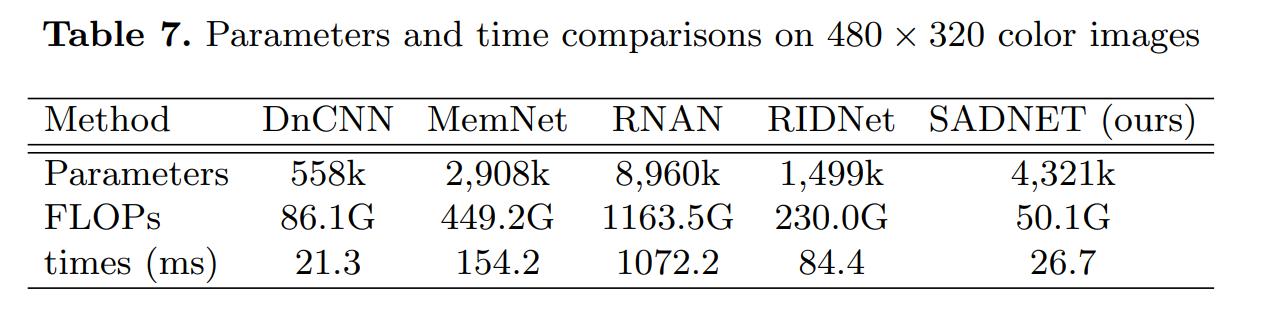 Table 7. Parameters and time comparisons on 480 × 320 color images
Method DnCNN MemNet RNAN RIDNet SADNET (ours)
Parameters 558k 2,908k 8,960k 1,499k 4,321k
FLOPs 86.1G 449.2G 1163.5G 230.0G 50.1G
times (ms) 21.3 154.2 1072.2 84.4 26.7